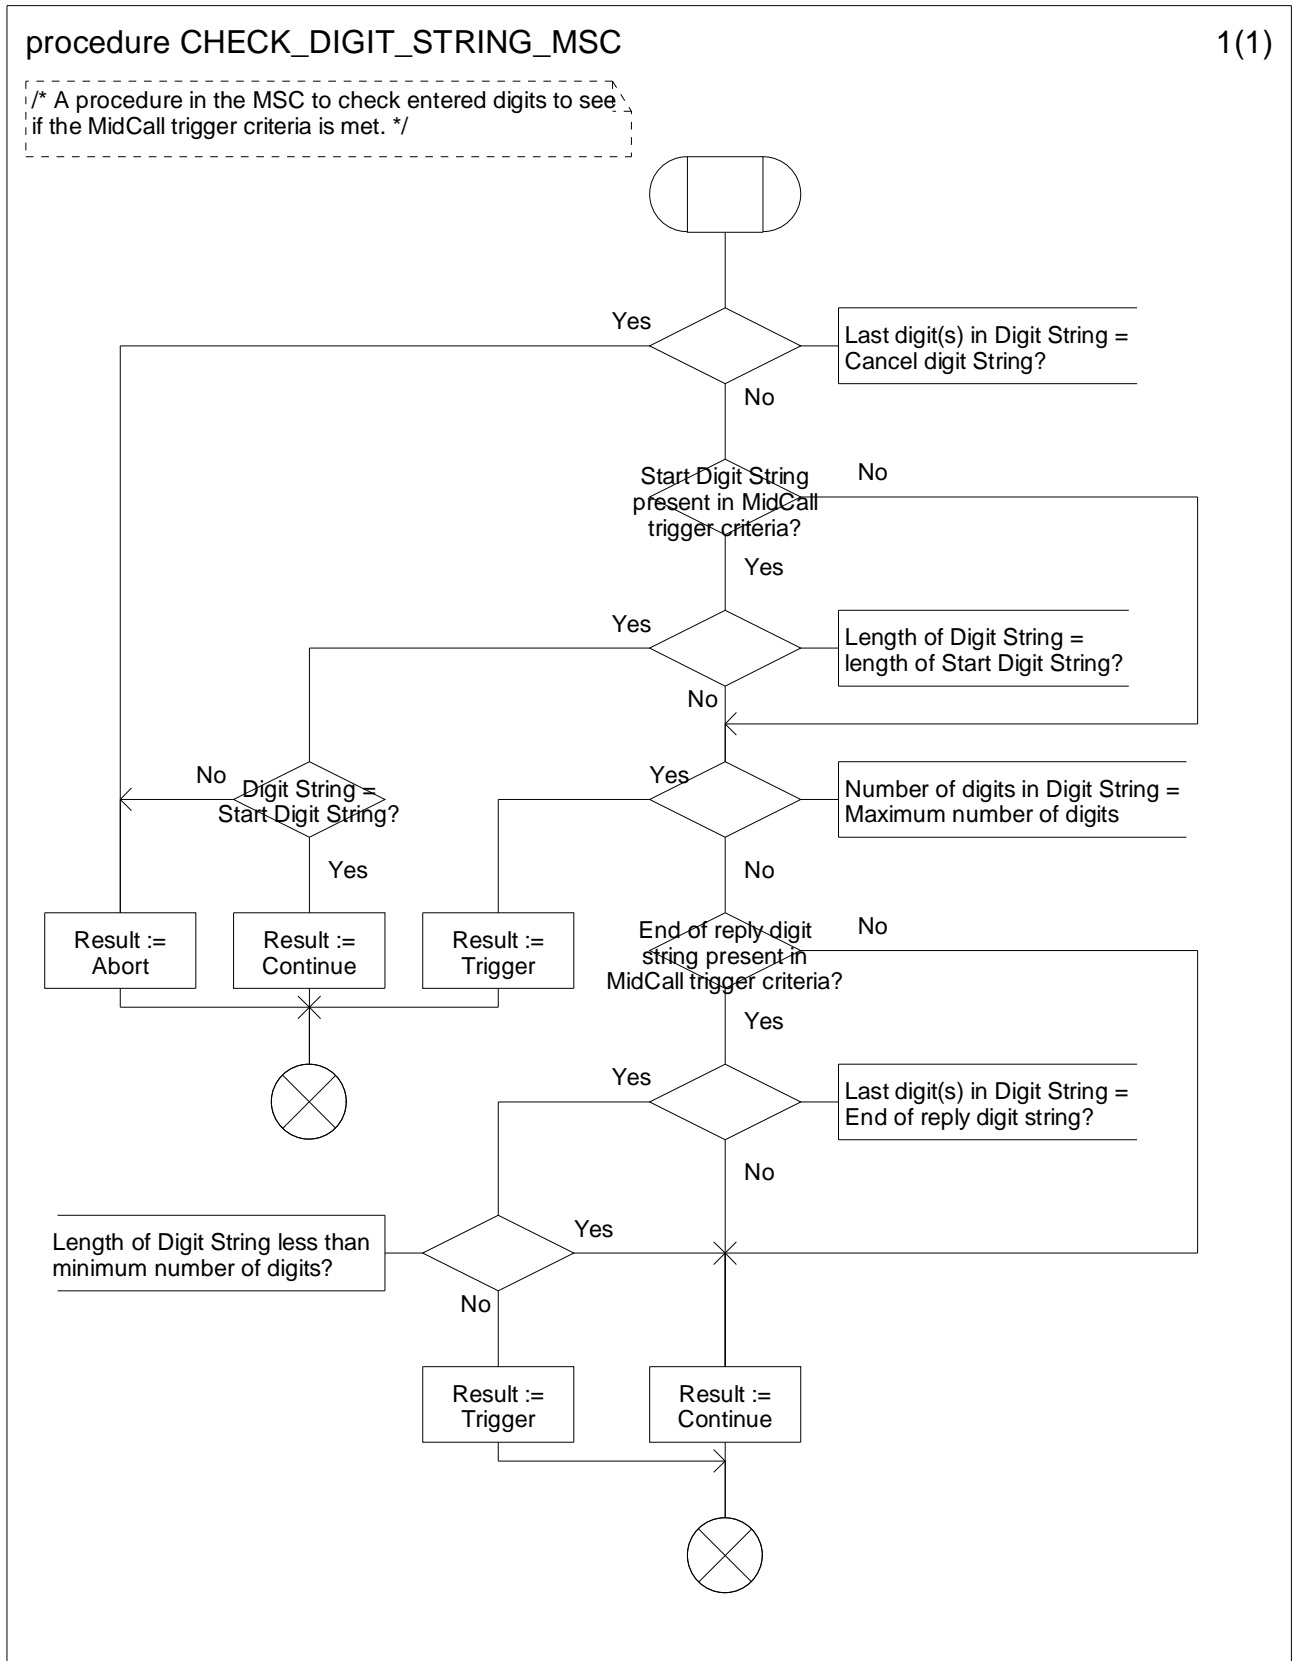 procedure CHECK_DIGIT_STRING_MSC
1(1)
/* A procedure in the MSC to check entered digits to see
if the MidCall trigger criteria is met. */
Yes
Last digit(s) in Digit String =
Cancel digit String?
No
Start Digit String
present in MidCall
trigger criteria?
No
Yes
Yes
Length of Digit String =
length of Start Digit String?
No
No
Digit String =
Start Digit String?
Yes
Number of digits in Digit String =
Maximum number of digits
Yes
No
Result :=
Abort
Result :=
Continue
Result :=
Trigger
End of reply digit
string present in
MidCall trigger criteria?
No
Yes
Yes
Last digit(s) in Digit String =
End of reply digit string?
No
Length of Digit String less than
minimum number of digits?
Yes
No
Result :=
Trigger
Result :=
Continue